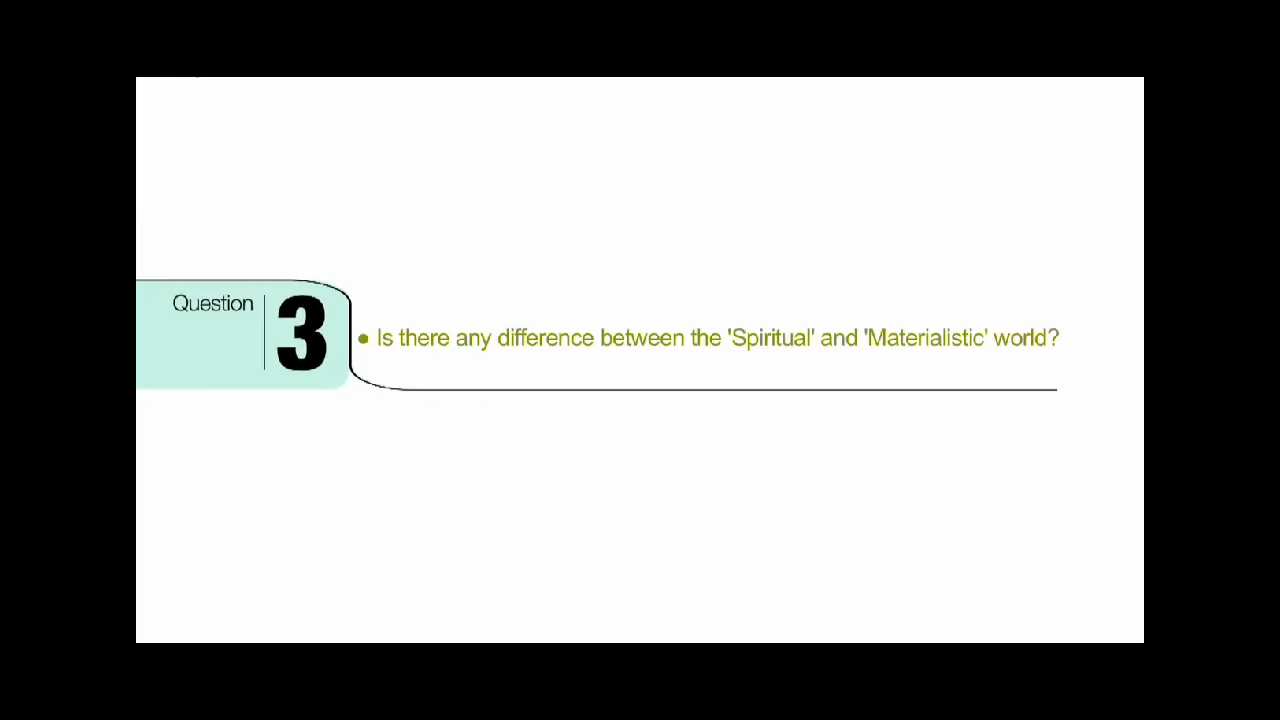 Question 3
• Is there any difference between the 'Spiritual' and 'Materialistic' world?